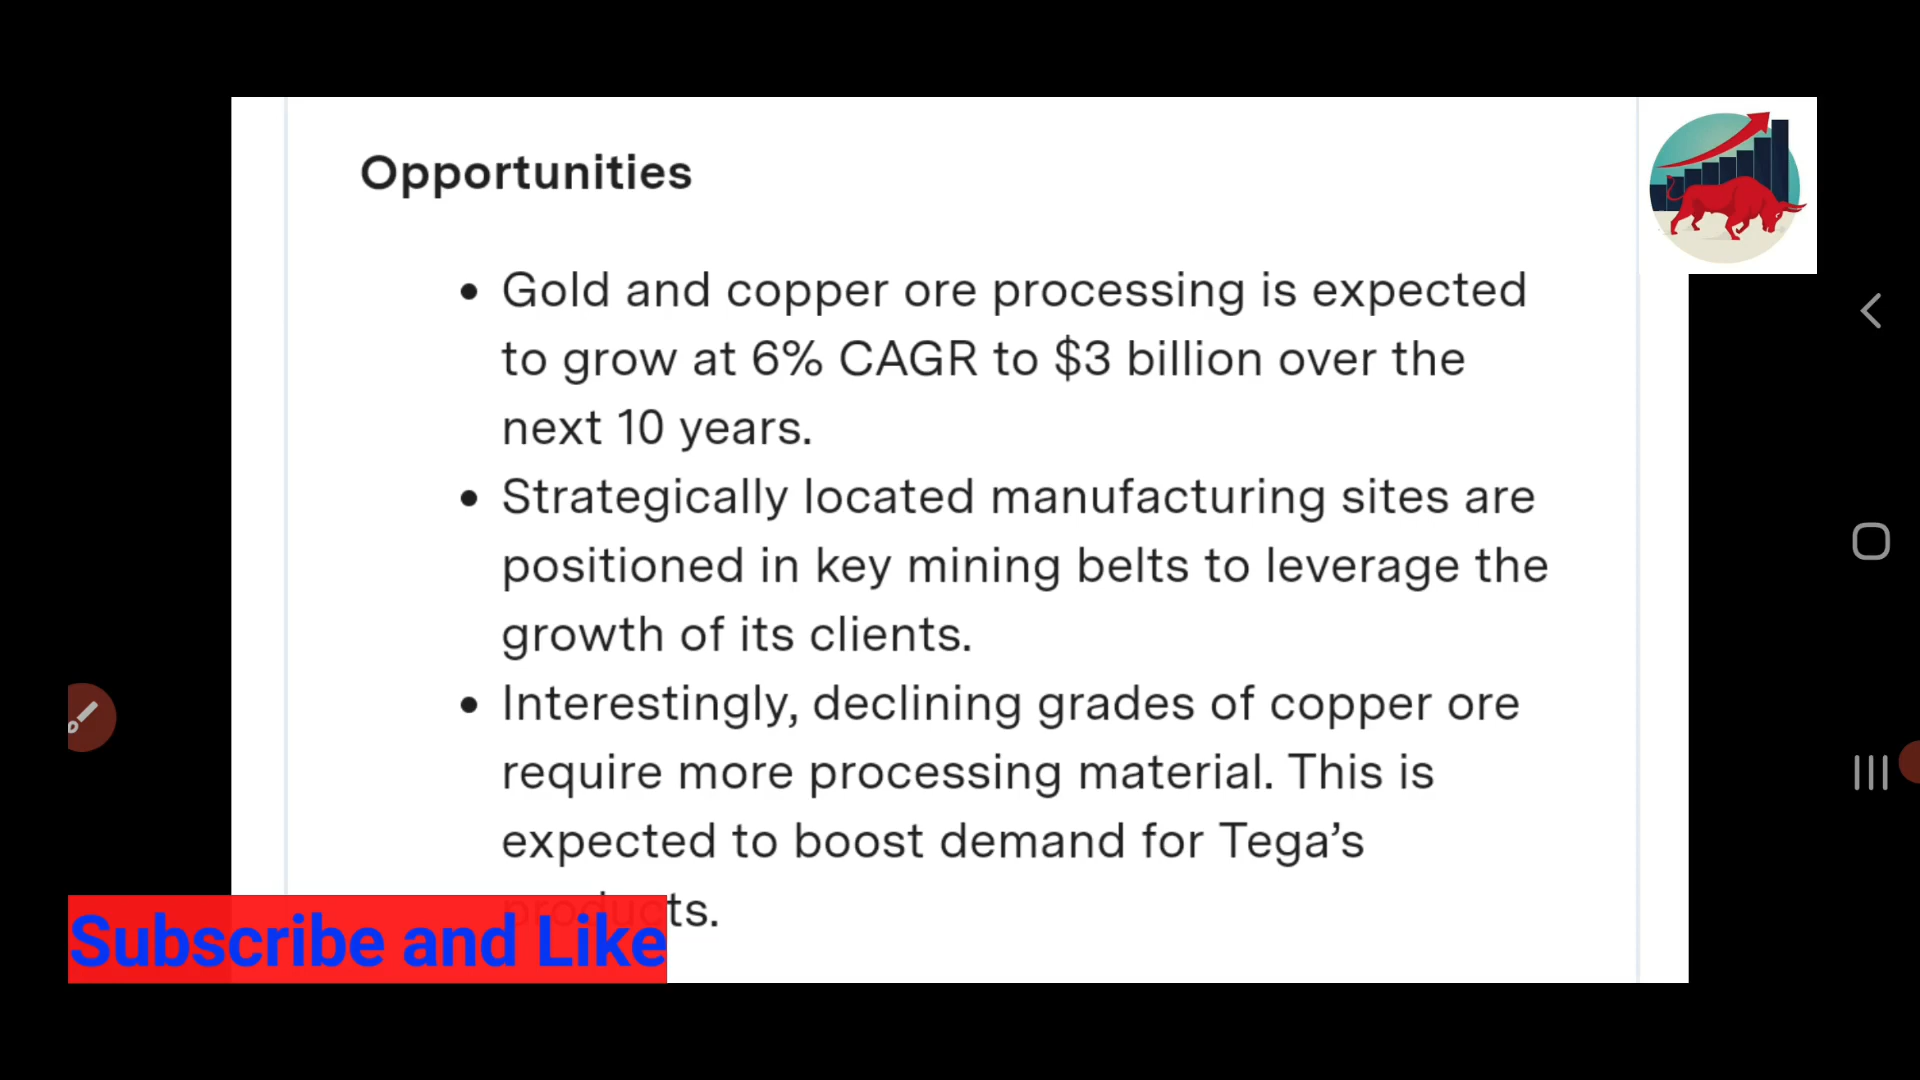 Opportunities
• Gold and copper ore processing is expected
to grow at 6% CAGR to $3 billion over the
next 10 years.
• Strategically located manufacturing sites are
positioned in key mining belts to leverage the
growth of its clients.
• Interestingly, declining grades of copper ore
require more processing material. This is
expected to boost demand for Tega’s
products.
Subscribe and Like